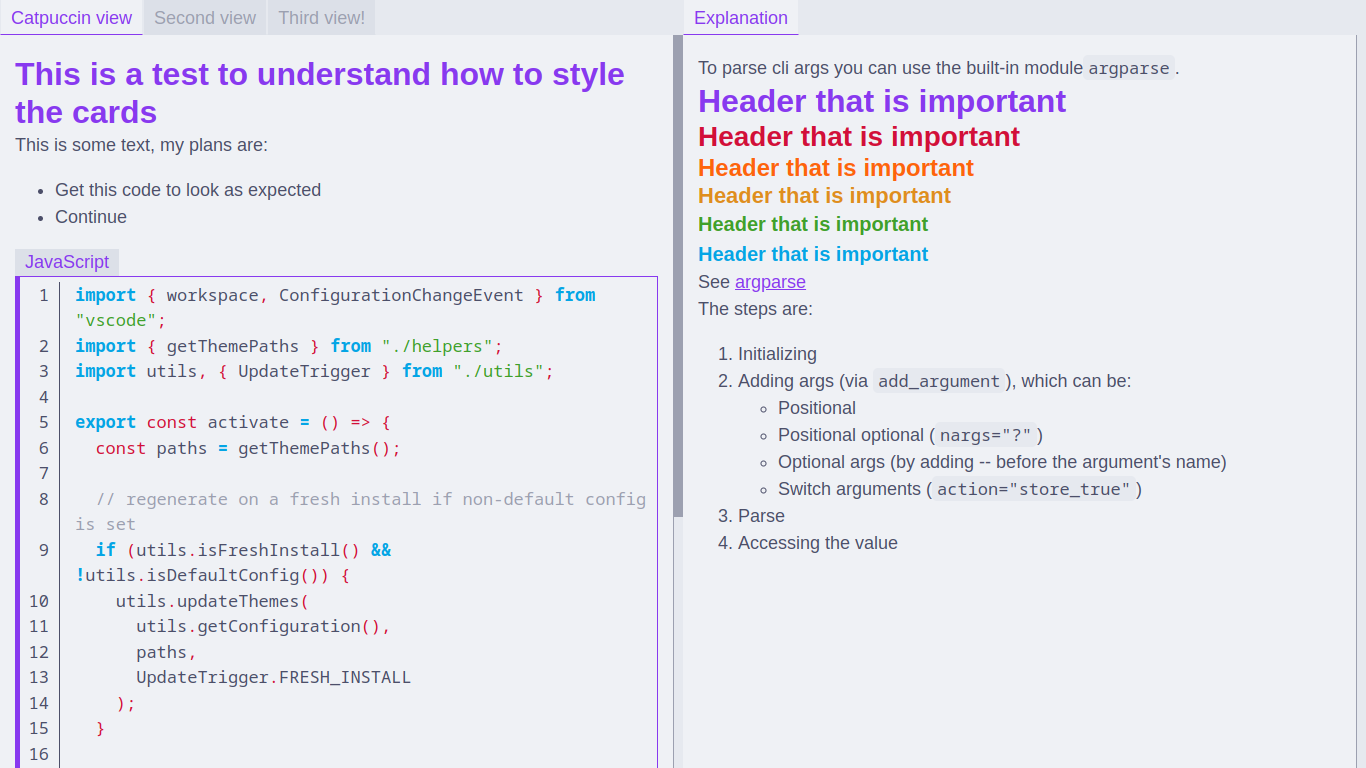 Catpuccin view
Second view
Third view!
This is a test to understand how to style
the cards
This is some text, my plans are:
• Get this code to look as expected
• Continue
JavaScript
1 import { workspace, ConfigurationChangeEvent } from
"vscode";
2 import { getThemePaths } from "./helpers";
3 import utils, { UpdateTrigger } from "./utils";
4
5 export const activate = () => {
6 const paths = getThemePaths();
7
8 // regenerate on a fresh install if non-default config
is set
9 if (utils.isFreshInstall() &&
!utils.isDefaultConfig()) {
10 utils.updateThemes(
11 utils.getConfiguration(),
12 paths,
13 UpdateTrigger.FRESH_INSTALL
14 );
15 }
16
Explanation
To parse cli args you can use the built-in module argparse.
Header that is important
Header that is important
Header that is important
Header that is important
Header that is important
Header that is important
See argparse
The steps are:
1. Initializing
2. Adding args (via add_argument), which can be:
◦ Positional
◦ Positional optional (nargs="?")
◦ Optional args (by adding -- before the argument's name)
◦ Switch arguments (action="store_true")
3. Parse
4. Accessing the value